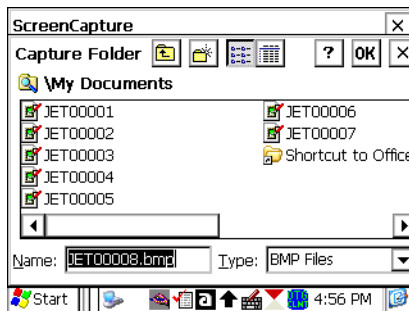 ScreenCapture
Capture Folder ? OK
\My Documents
JET00001 JET00006
JET00002 JET00007
JET00003 Shortcut to Office
JET00004
JET00005
Name: JET00008.bmp Type: BMP Files
Start a 4:56 PM